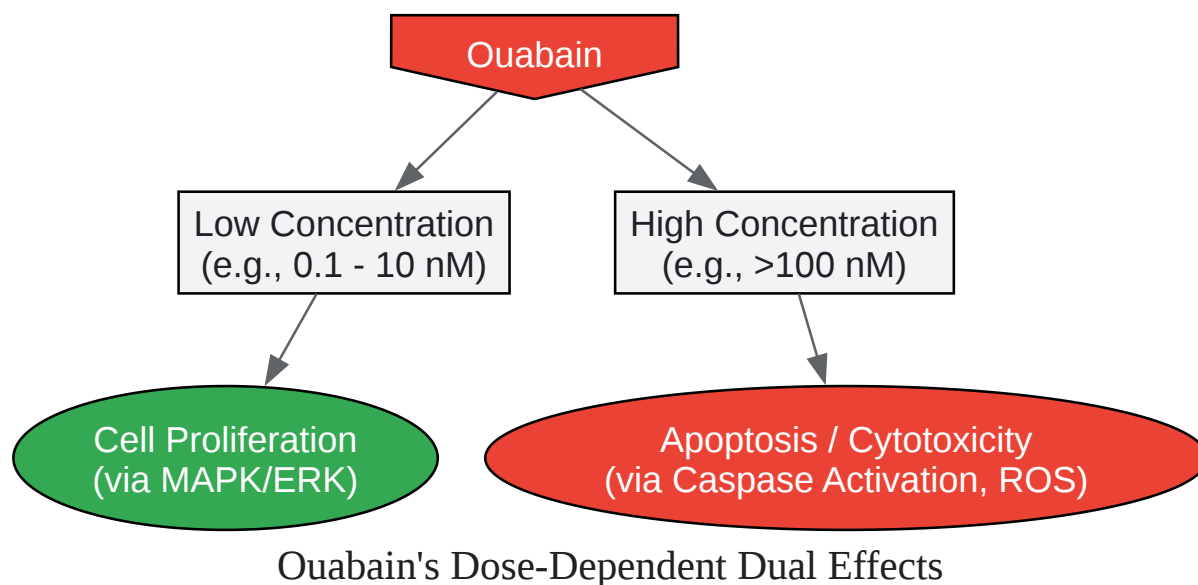 Ouabain
Low Concentration
(e.g., 0.1 - 10 nM)
High Concentration
(e.g., >100 nM)
Cell Proliferation
(via MAPK/ERK)
Apoptosis / Cytotoxicity
(via Caspase Activation, ROS)
Ouabain's Dose-Dependent Dual Effects